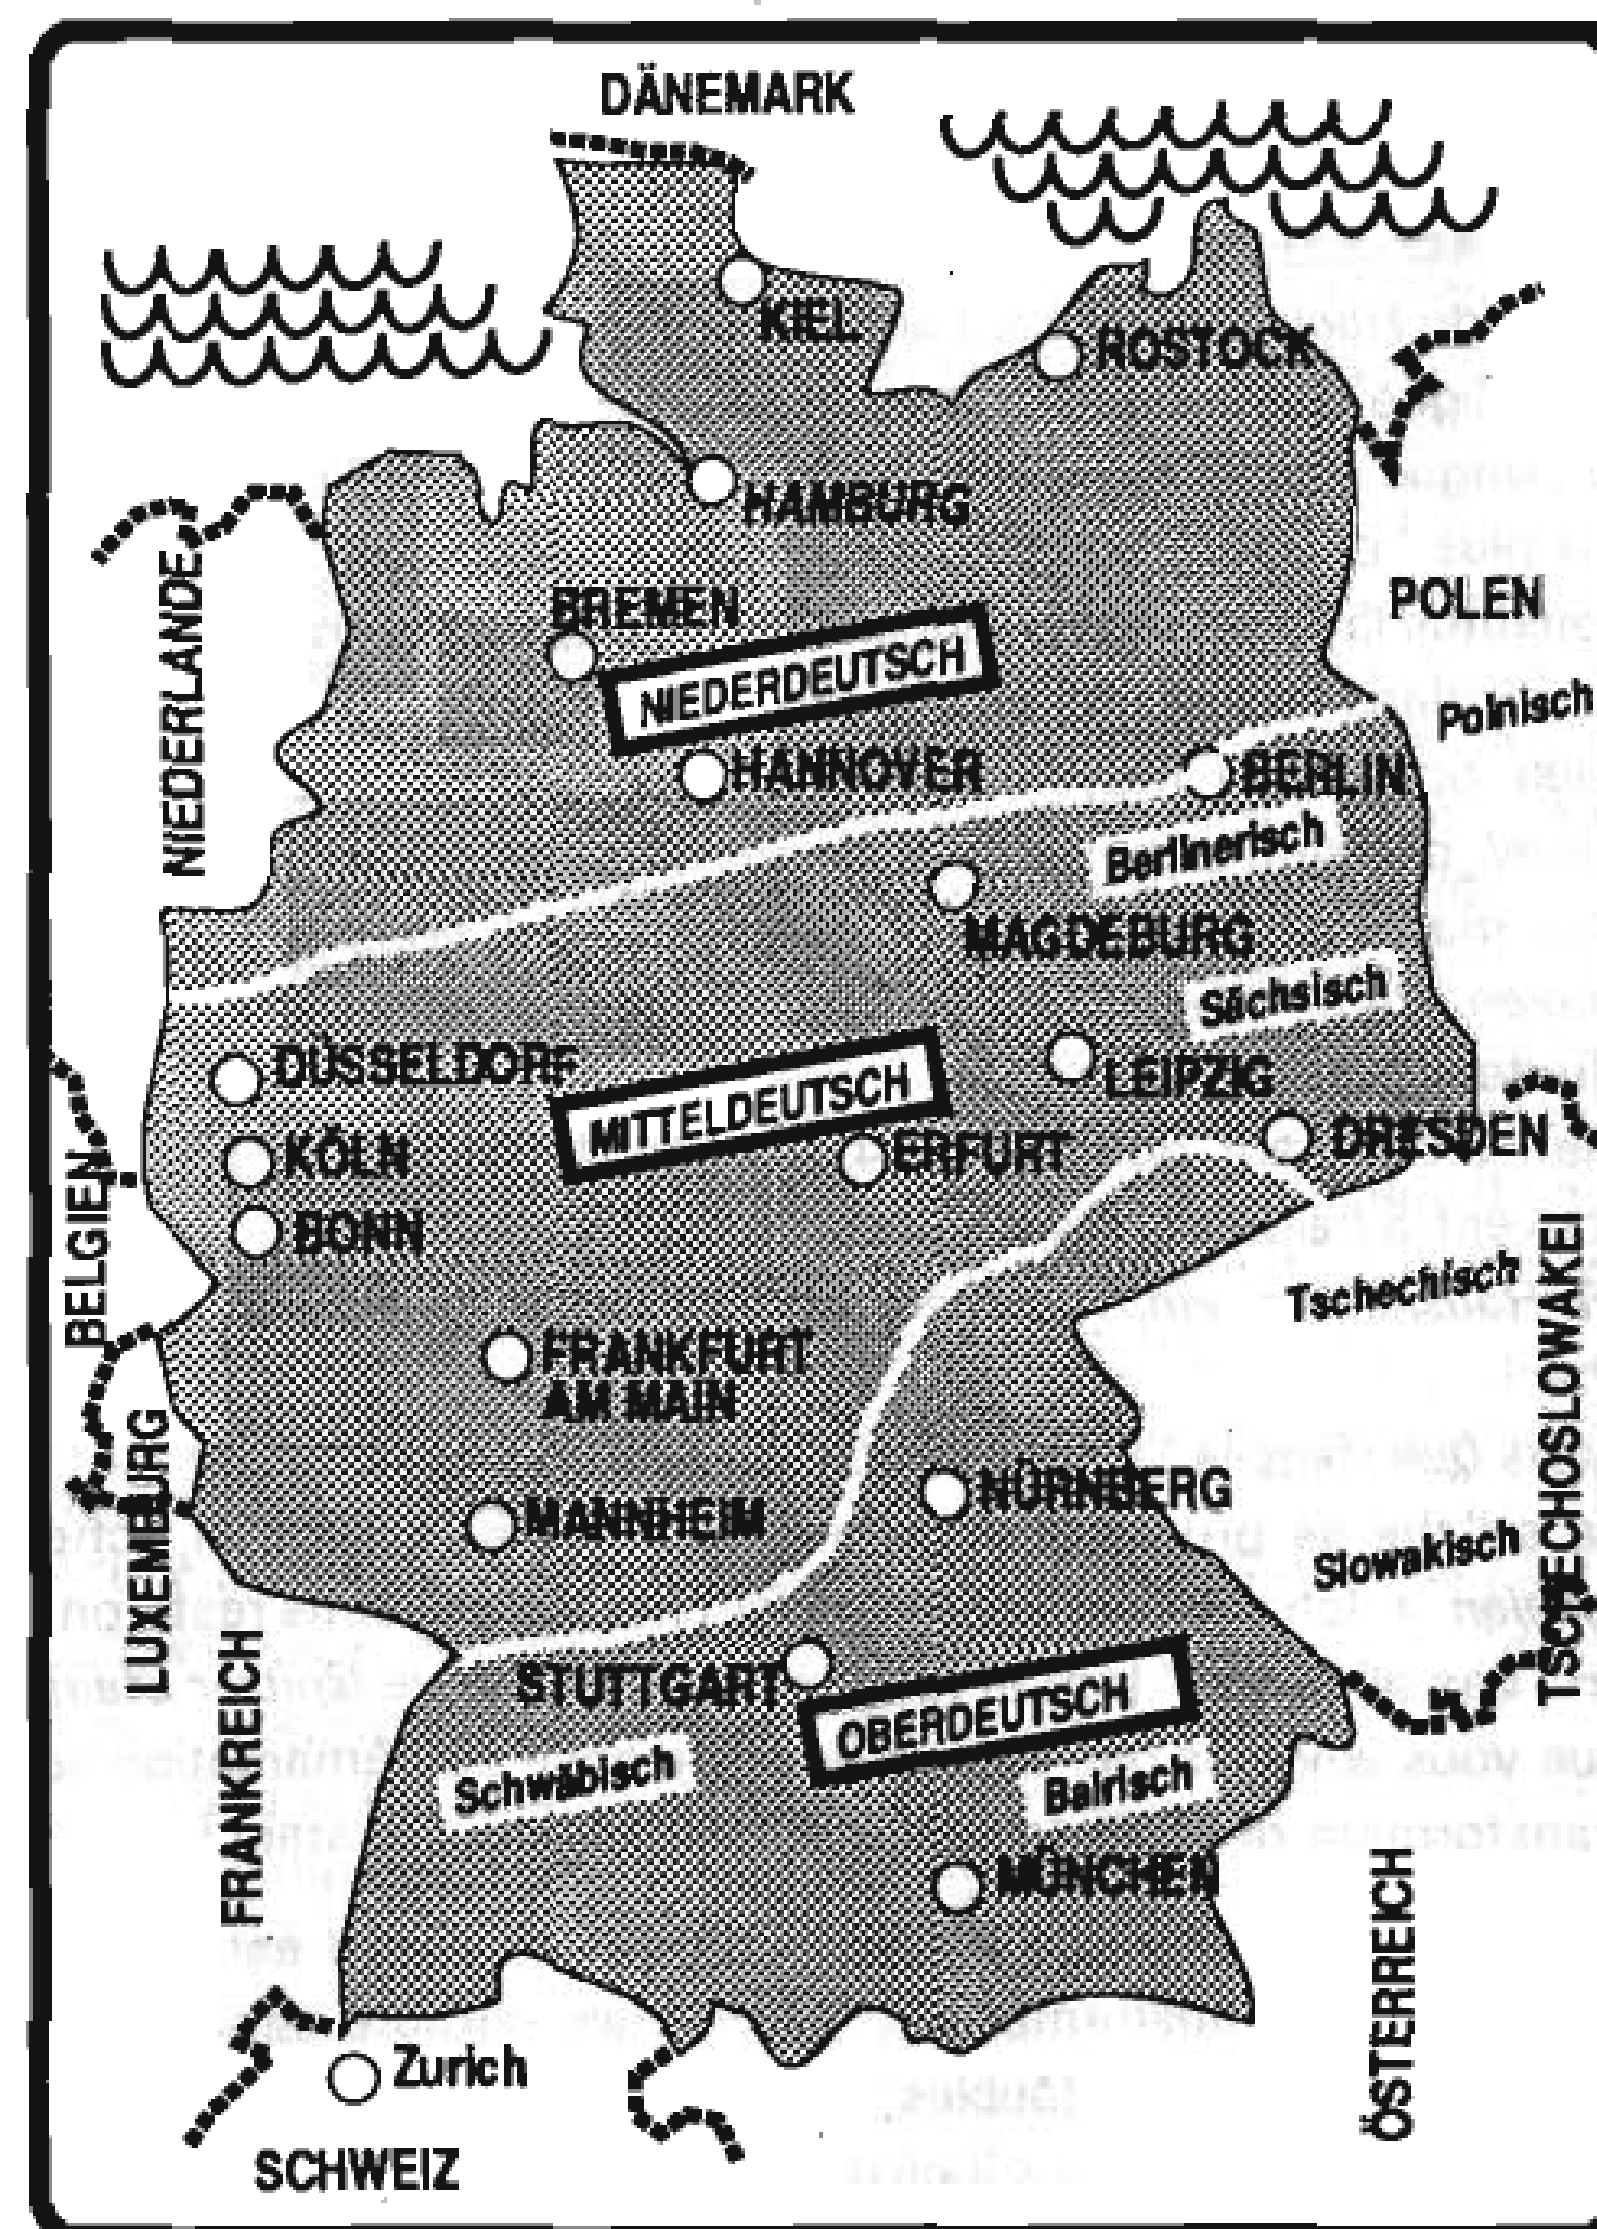 DÄNEMARK
KIEL
ROSTOCK
HAMBURG
NIEDERLANDE
BREMEN
POLEN
NIEDERDEUTSCH
Polnisch
HANNOVER
BERLIN
Berlinerisch
MAGDEBURG
Sächsisch
DÜSSELDORF
LEIPZIG
MITTELDEUTSCH
KÖLN
ERFURT
DRESDEN
BELGIEN
BONN
Tschechisch
TSCHECHOSLOWAKEI
FRANKFURT
AM MAIN
LUXEMBURG
NÜRNBERG
MANNHEIM
Slowakisch
FRANKREICH
STUTTGART
OBERDEUTSCH
Schwäbisch
Bairisch
MÜNCHEN
ÖSTERREICH
Zurich
SCHWEIZ